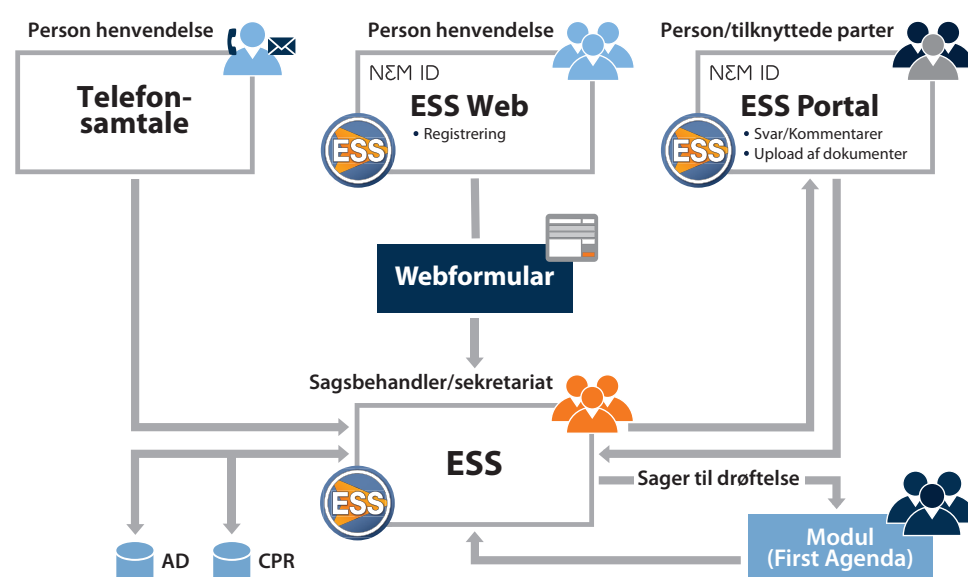 Person henvendelse
Telefon-
samtale
Person henvendelse
NEM ID
ESS Web
• Registrering
ESS
Person/tilknyttede parter
NEM ID
ESS Portal
• Svar/Kommentarer
• Upload af dokumenter
ESS
Webformular
Sagsbehandler/sekretariat
ESS
ESS
Sager til drøftelse
Modul
(First Agenda)
AD
CPR